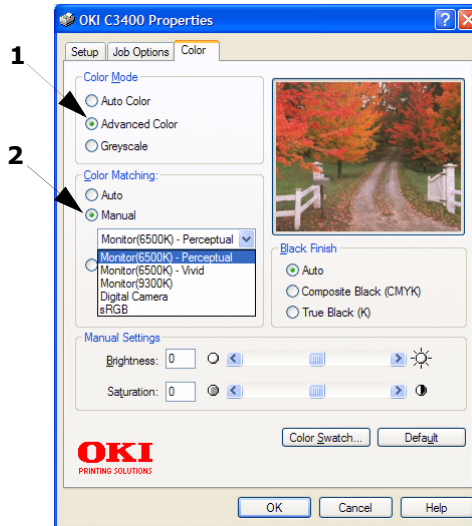 OKI C3400 Properties
Setup Job Options Color
1
Color Mode
Auto Color
Advanced Color
Greyscale
2
Color Matching:
Auto
Manual
Monitor(6500K) - Perceptual
Monitor(6500K) - Perceptual
Monitor(6500K) - Vivid
Monitor(9300K)
Digital Camera
sRGB
Black Finish
Auto
Composite Black (CMYK)
True Black (K)
Manual Settings
Brightness: 0
Saturation: 0
OKI
PRINTING SOLUTIONS
Color Swatch... Default
OK Cancel Help